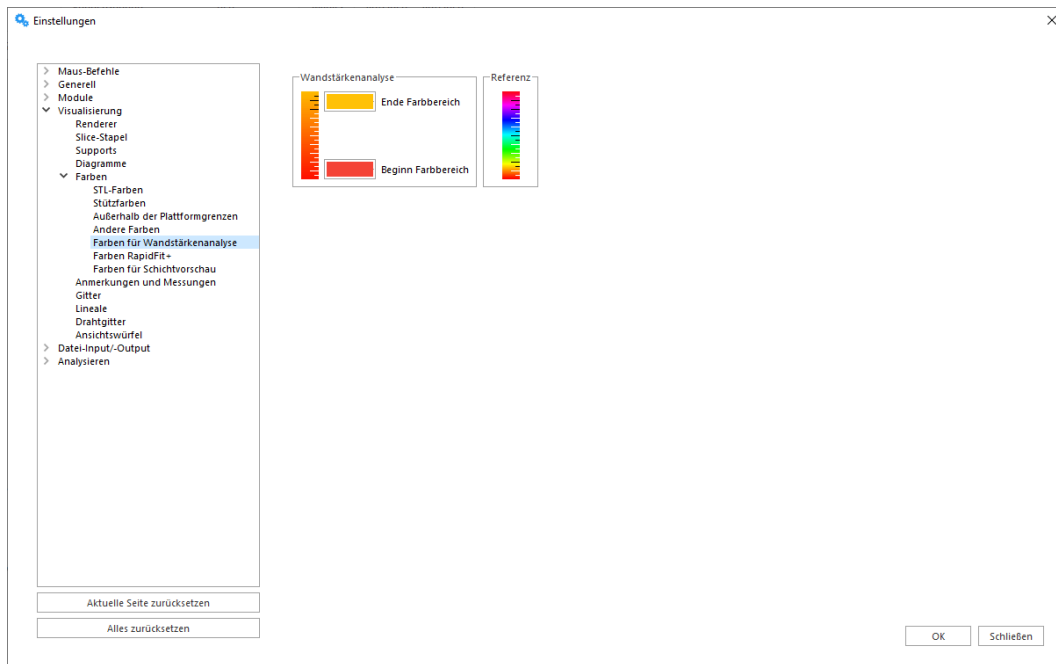 Einstellungen
Maus-Befehle
Generell
Module
Visualisierung
Renderer
Slice-Stapel
Supports
Diagramme
Farben
STL-Farben
Stützfarben
Außerhalb der Plattformgrenzen
Andere Farben
Farben für Wandstärkenanalyse
Farben RapidFit+
Farben für Schichtvorschau
Anmerkungen und Messungen
Gitter
Lineale
Drahtgitter
Ansichtswürfel
Datei-Input/-Output
Analysieren
Aktuelle Seite zurücksetzen
Alles zurücksetzen
Wandstärkenanalyse
Ende Farbbereich
Beginn Farbbereich
Referenz
OK
Schließen